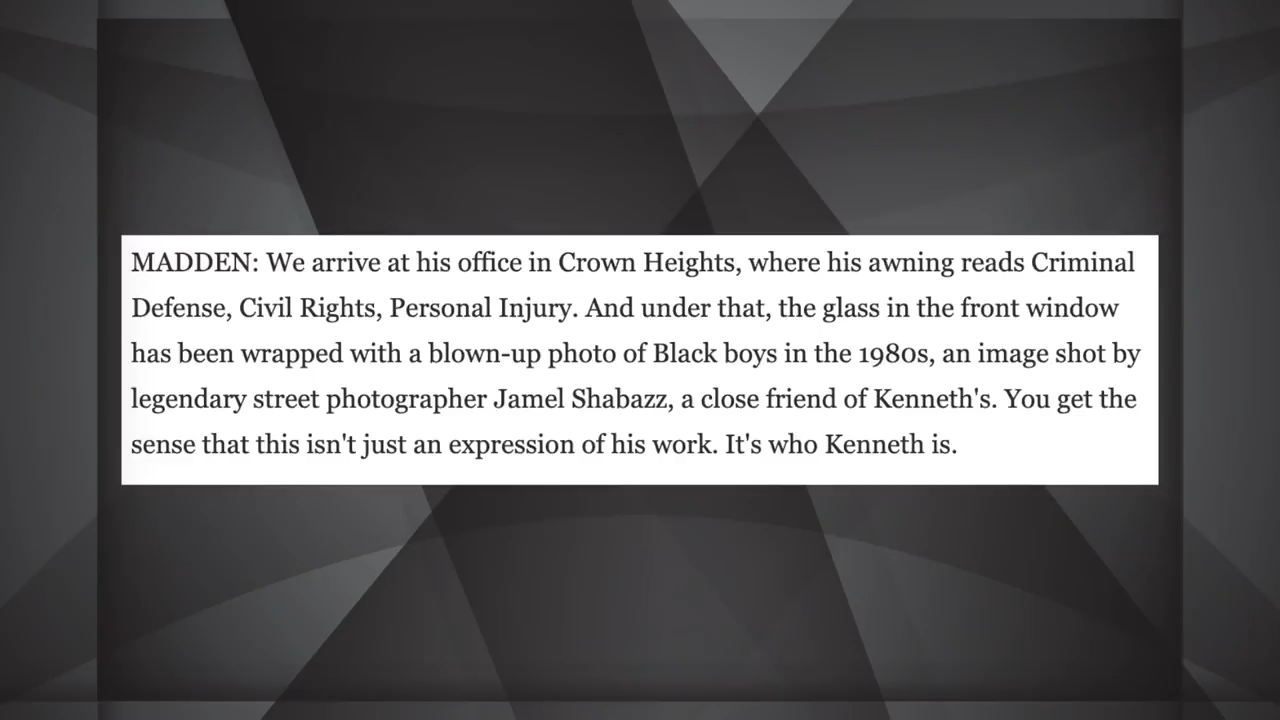 MADDEN: We arrive at his office in Crown Heights, where his awning reads Criminal
Defense, Civil Rights, Personal Injury. And under that, the glass in the front window
has been wrapped with a blown-up photo of Black boys in the 1980s, an image shot by
legendary street photographer Jamel Shabazz, a close friend of Kenneth's. You get the
sense that this isn't just an expression of his work. It's who Kenneth is.